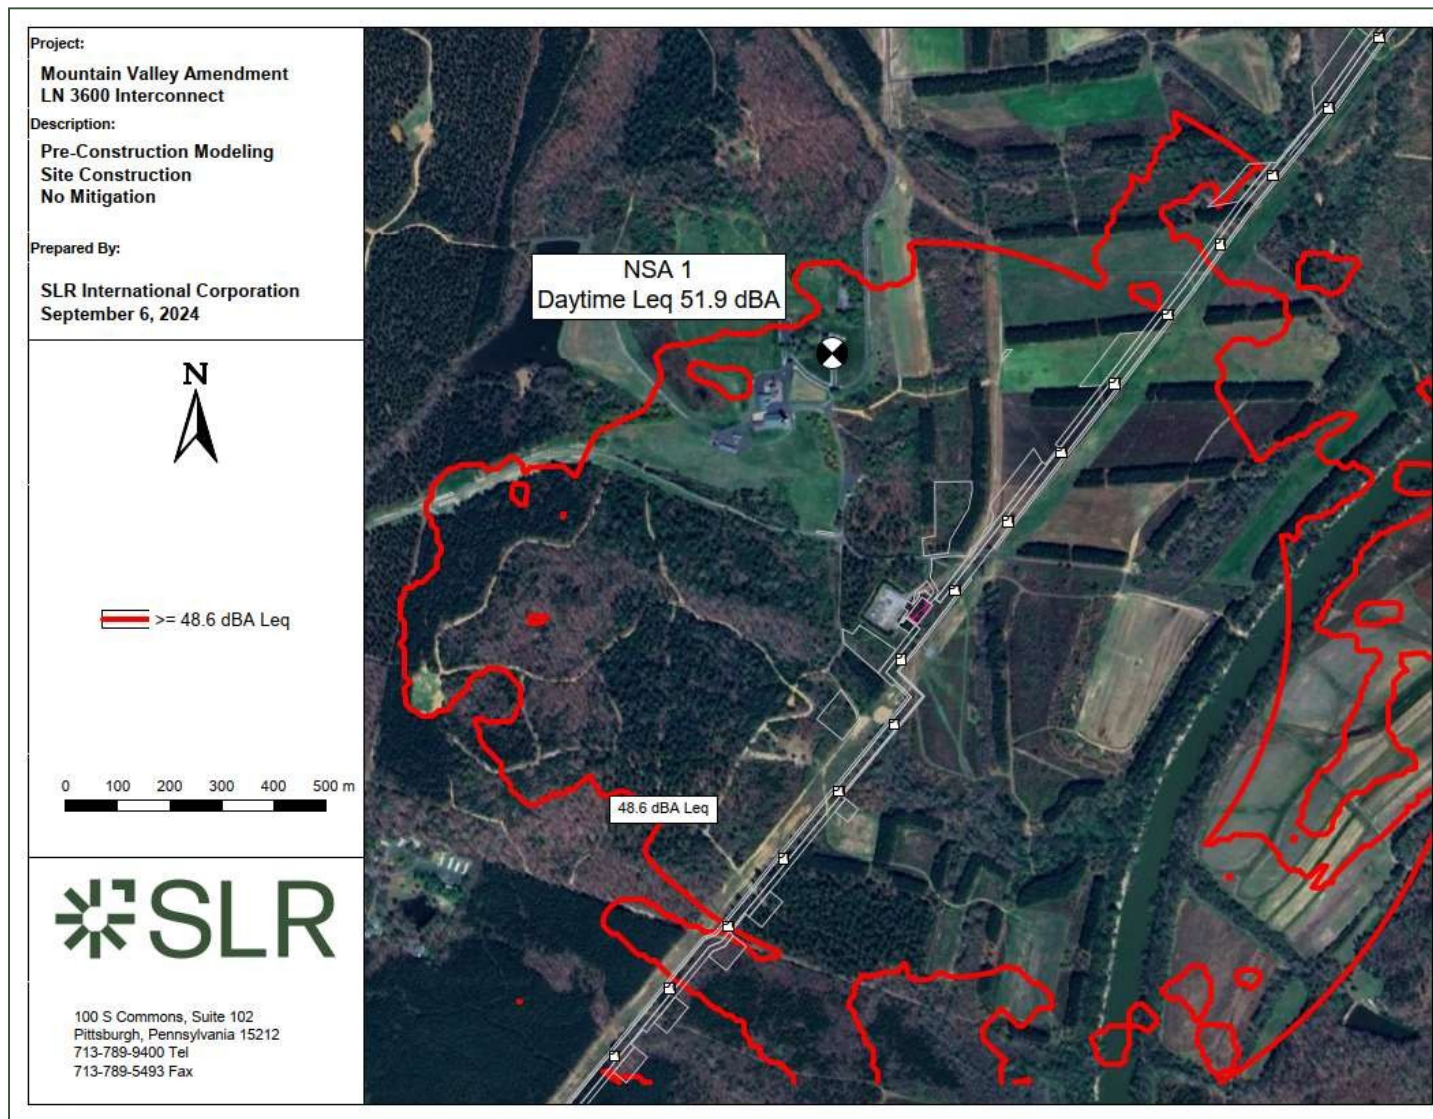 Project:
Mountain Valley Amendment
LN 3600 Interconnect
Description:
Pre-Construction Modeling
Site Construction
No Mitigation
Prepared By:
SLR International Corporation
September 6, 2024
N
>= 48.6 dBA Leq
0 100 200 300 400 500 m
SLR
100 S Commons, Suite 102
Pittsburgh, Pennsylvania 15212
713-789-9400 Tel
713-789-5493 Fax
NSA 1
Daytime Leq 51.9 dBA
48.6 dBA Leq